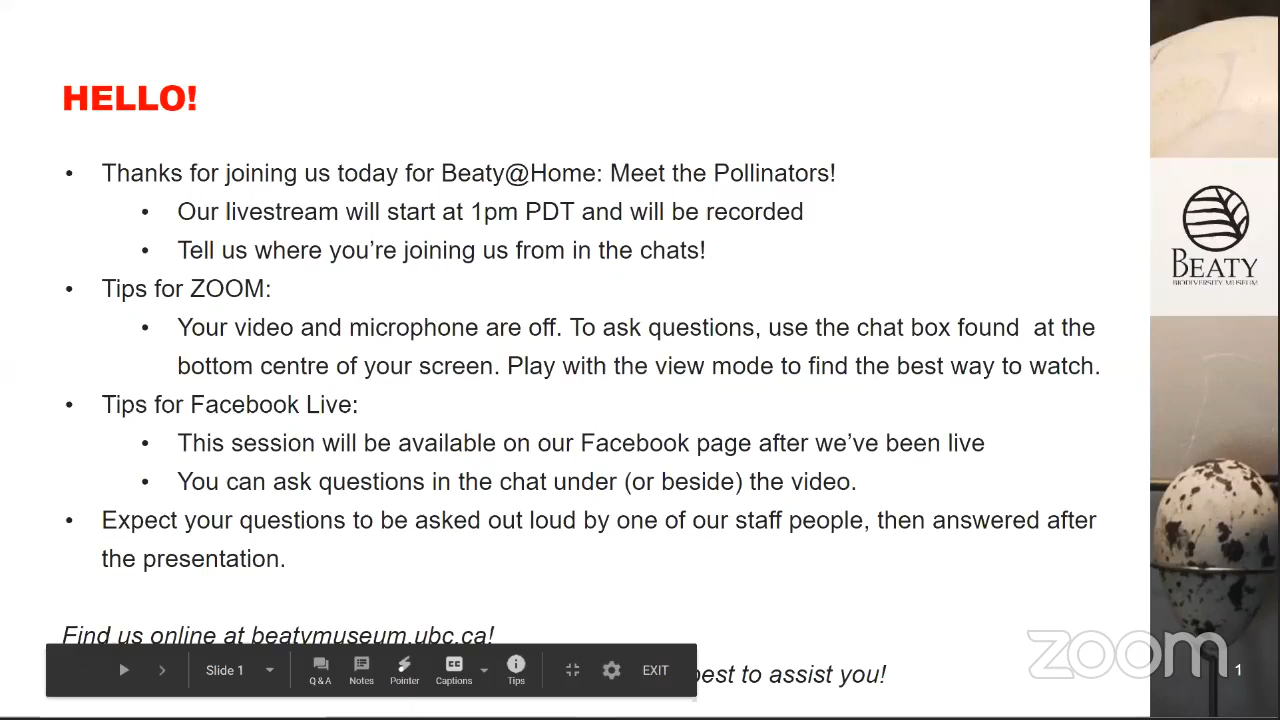 HELLO!
• Thanks for joining us today for Beaty@Home: Meet the Pollinators!
• Our livestream will start at 1pm PDT and will be recorded
• Tell us where you’re joining us from in the chats!
• Tips for ZOOM:
• Your video and microphone are off. To ask questions, use the chat box found at the
bottom centre of your screen. Play with the view mode to find the best way to watch.
• Tips for Facebook Live:
• This session will be available on our Facebook page after we’ve been live
• You can ask questions in the chat under (or beside) the video.
• Expect your questions to be asked out loud by one of our staff people, then answered after
the presentation.
Find us online at beatymuseum.ubc.ca!
best to assist you!
Slide 1
Q & A Notes Pointer Captions Tips
EXIT
BEATY
BIODIVERSITY MUSEUM
zoom
1